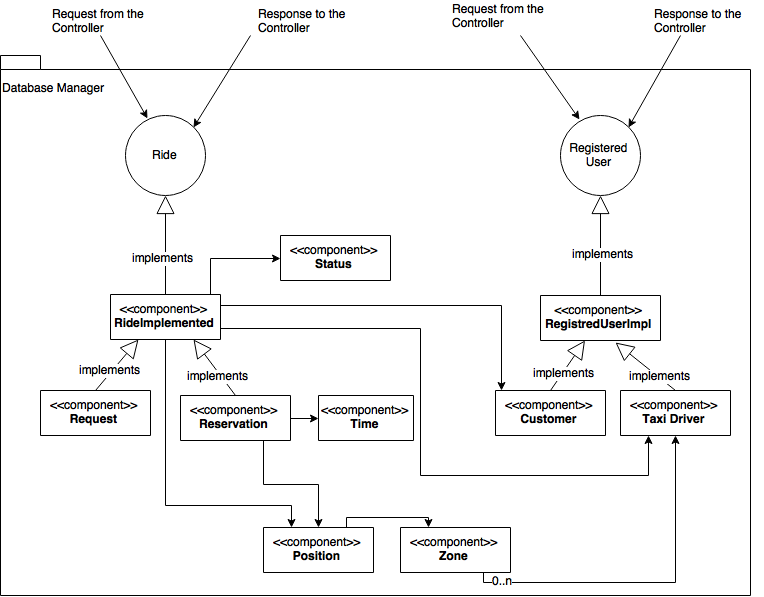 Request from the
Controller
Response to the
Controller
Request from the
Controller
Response to the
Controller
Database Manager
Ride
Registered
User
implements
<<component>>
Status
implements
<<component>>
RideImplemented
<<component>>
RegistredUserImpl
implements
implements
implements
implements
<<component>>
Request
<<component>>
Reservation
<<component>>
Time
<<component>>
Customer
<<component>>
Taxi Driver
<<component>>
Position
<<component>>
Zone
0..n